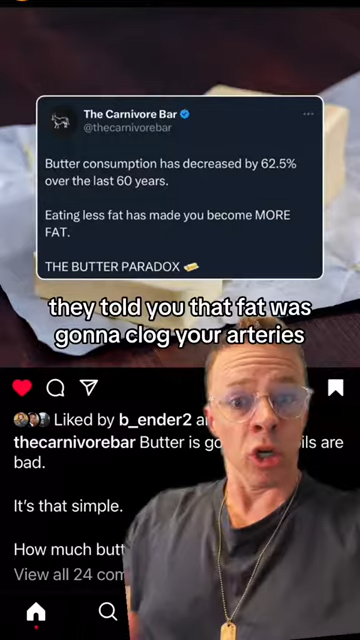 The Carnivore Bar
@thecarnivorebar
Butter consumption has decreased by 62.5%
over the last 60 years.
Eating less fat has made you become MORE
FAT.
THE BUTTER PARADOX
they told you that fat was
gonna clog your arteries
Liked by b_ender2
thecarnivorebar Butter is are
bad.
It's that simple.
How much
View all 24